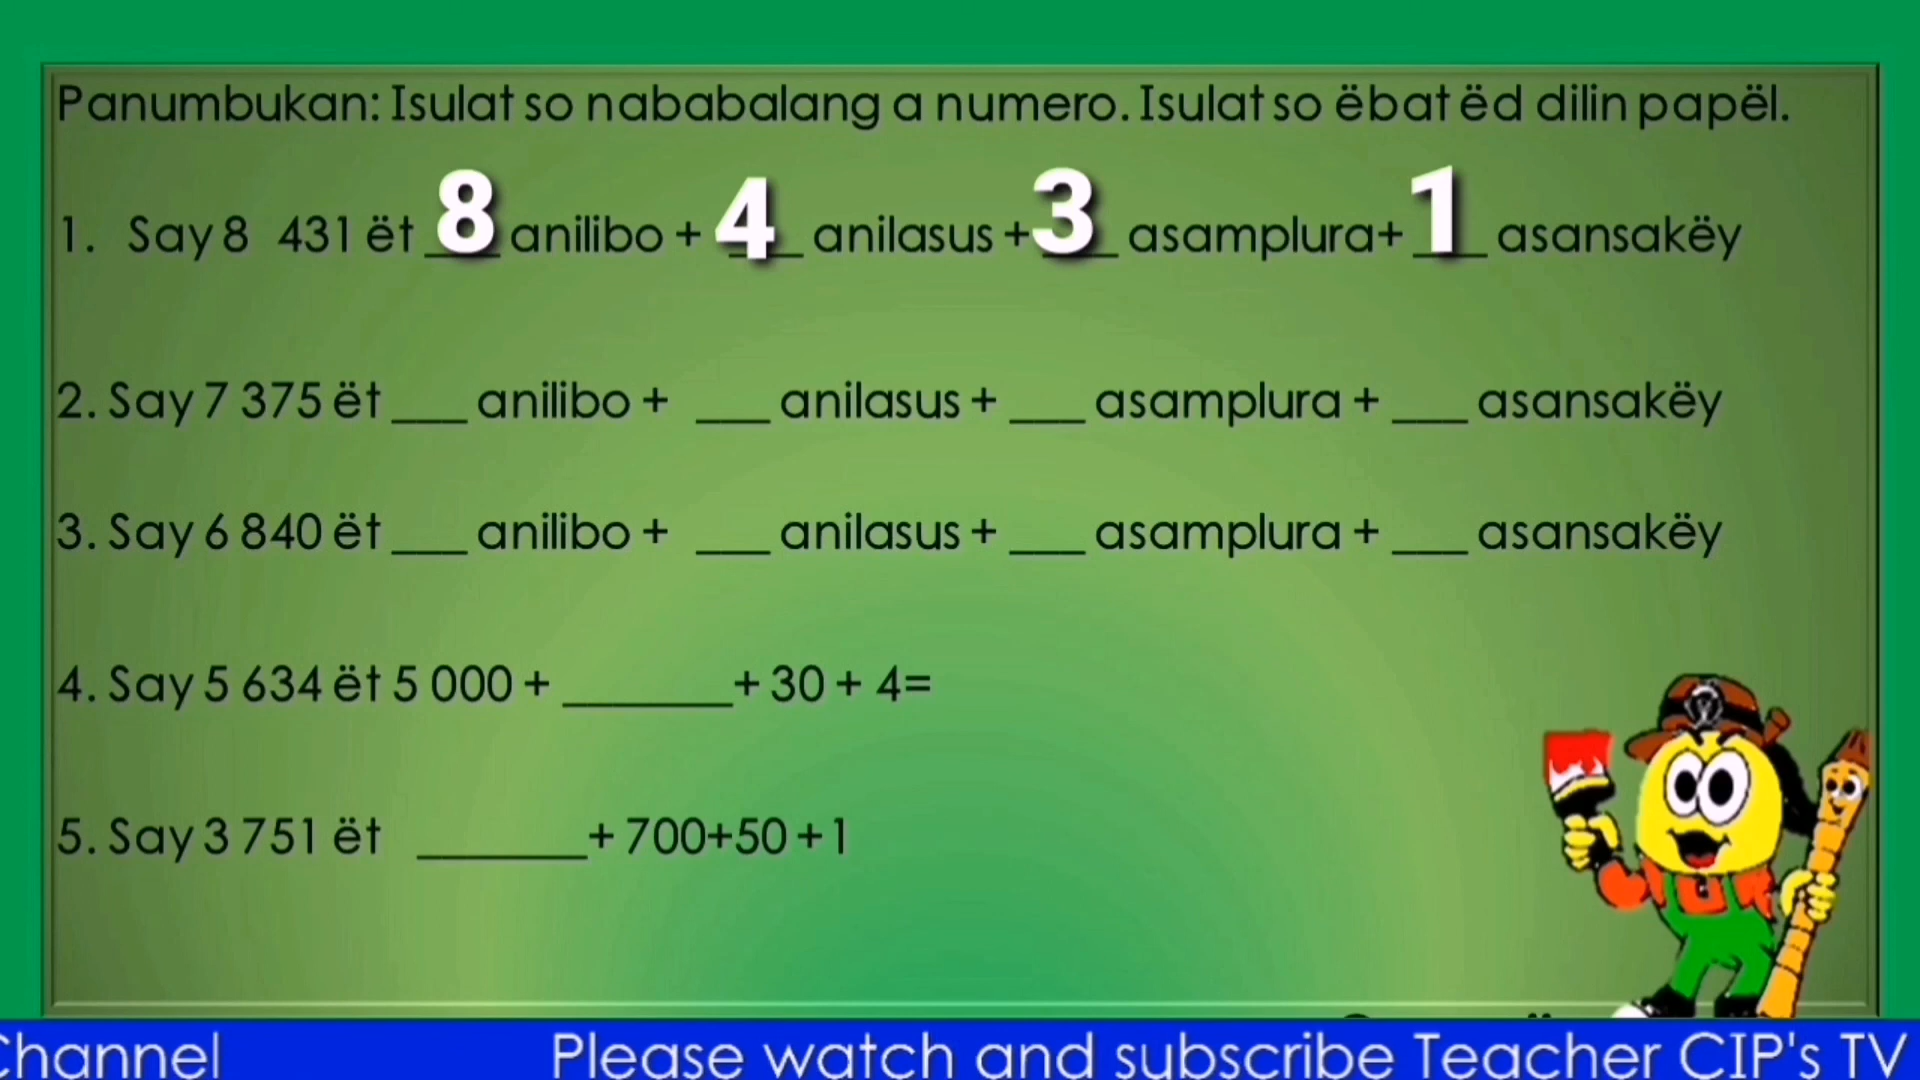 Panumbukan: Isulat so nababalang a numero. Isulat so ëbat ëd dilin papël.
1. Say 8 431 ët 8 anilibo + 4 anilasus + 3 asamplura+ 1 asansakëy
2. Say 7 375 ët ___ anilibo + ___ anilasus + ___ asamplura + ___ asansakëy
3. Say 6 840 ët ___ anilibo + ___ anilasus + ___ asamplura + ___ asansakëy
4. Say 5 634 ët 5 000 + _______+ 30 + 4=
5. Say 3 751 ët _______+ 700+50 +1
Channel Please watch and subscribe Teacher CIP's TV